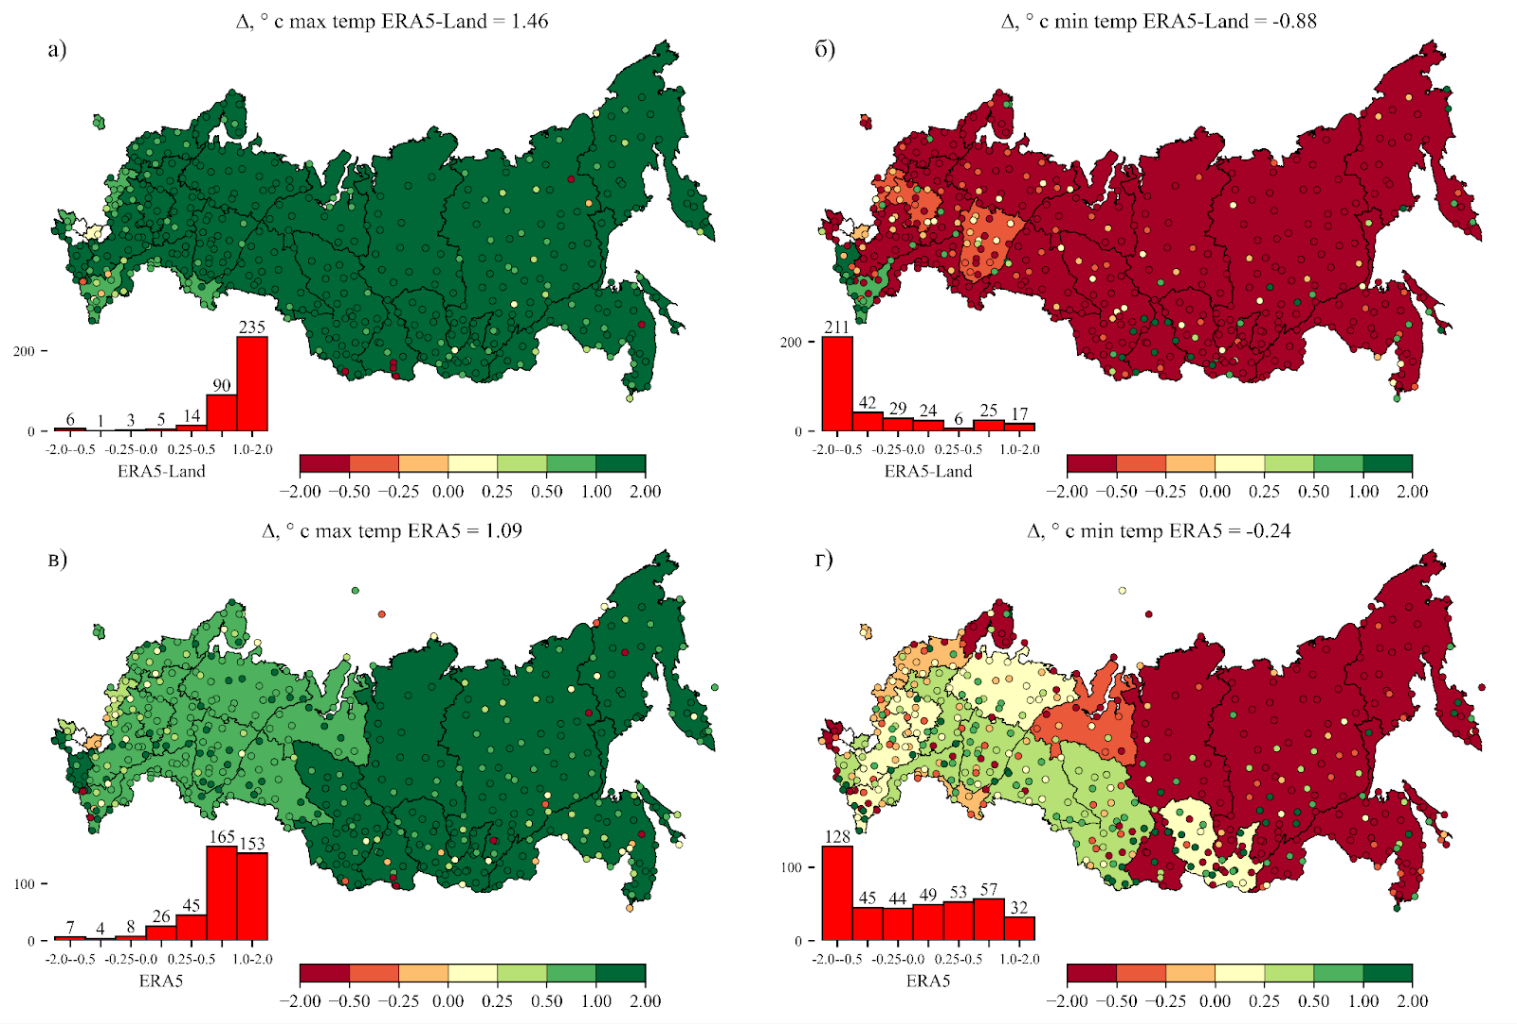 Δ, ° c max temp ERA5-Land = 1.46
Δ, ° c min temp ERA5-Land = -0.88
а)
б)
235
200
90
6 1 3 5 14
0
-2.0--0.5 -0.25-0.0 0.25-0.5 1.0-2.0
ERA5-Land
−2.00 −0.50 −0.25 0.00 0.25 0.50 1.00 2.00
211
200
42 29 24 6 25 17
0
-2.0--0.5 -0.25-0.0 0.25-0.5 1.0-2.0
ERA5-Land
−2.00 −0.50 −0.25 0.00 0.25 0.50 1.00 2.00
Δ, ° c max temp ERA5 = 1.09
Δ, ° c min temp ERA5 = -0.24
в)
г)
165 153
100
7 4 8 26 45
0
-2.0--0.5 -0.25-0.0 0.25-0.5 1.0-2.0
ERA5
−2.00 −0.50 −0.25 0.00 0.25 0.50 1.00 2.00
128
100
45 44 49 53 57 32
0
-2.0--0.5 -0.25-0.0 0.25-0.5 1.0-2.0
ERA5
−2.00 −0.50 −0.25 0.00 0.25 0.50 1.00 2.00